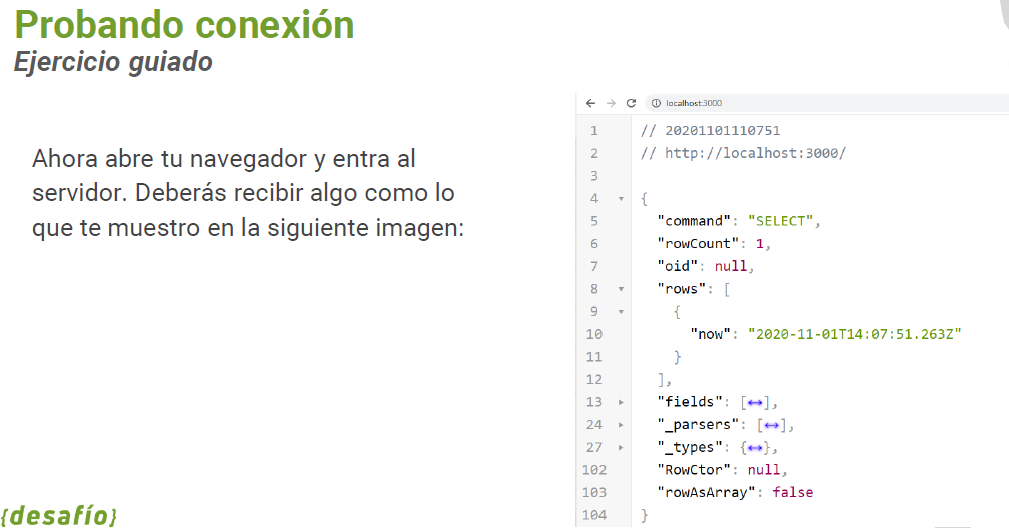 Probando conexión
Ejercicio guiado
Ahora abre tu navegador y entra al
servidor. Deberás recibir algo como lo
que te muestro en la siguiente imagen:
localhost:3000
1 // 20201101110751
2 // http://localhost:3000/
3
4 {
5 "command": "SELECT",
6 "rowCount": 1,
7 "oid": null,
8 "rows": [
9 {
10 "now": "2020-11-01T14:07:51.263Z"
11 }
12 ],
13 "fields": [↔],
24 "_parsers": [↔],
27 "_types": {↔},
102 "RowCtor": null,
103 "rowAsArray": false
104 }
{desafío}